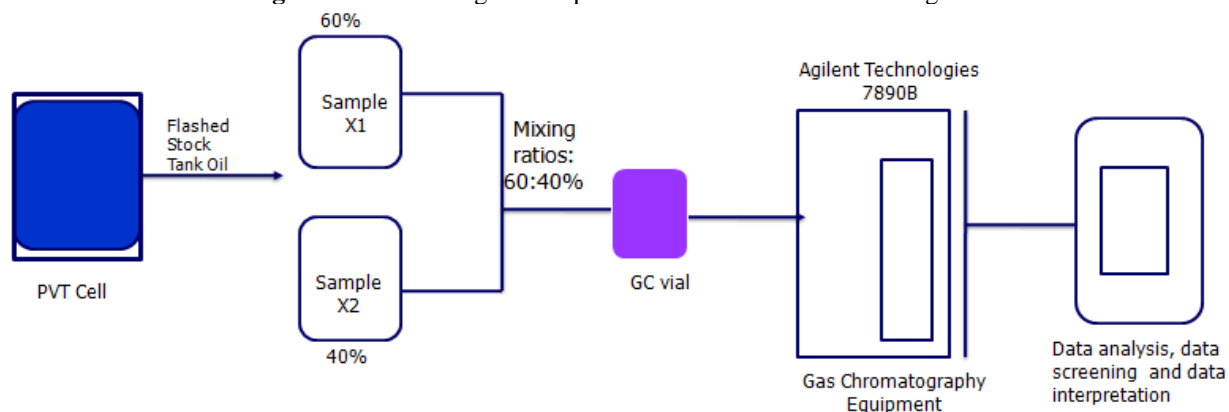 60%
Sample
X1
Flashed
Stock
Tank Oil
PVT Cell
Sample
X2
40%
Mixing
ratios:
60:40%
GC vial
Agilent Technologies
7890B
Gas Chromatography
Equipment
Data analysis, data
screening and data
interpretation